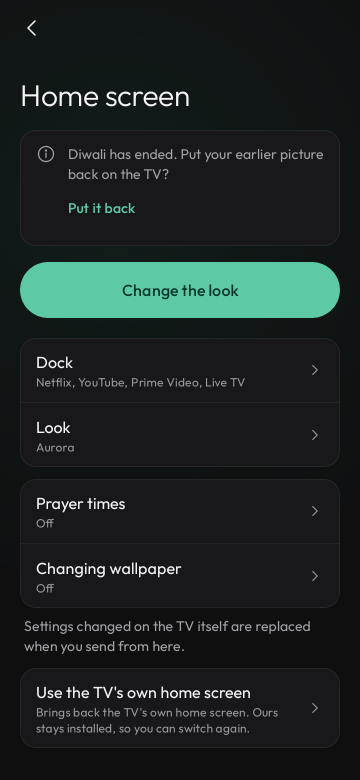 Home screen
Diwali has ended. Put your earlier picture
back on the TV?
Put it back
Change the look
Dock
Netflix, YouTube, Prime Video, Live TV
Look
Aurora
Prayer times
Off
Changing wallpaper
Off
Settings changed on the TV itself are replaced
when you send from here.
Use the TV's own home screen
Brings back the TV's own home screen. Ours
stays installed, so you can switch again.